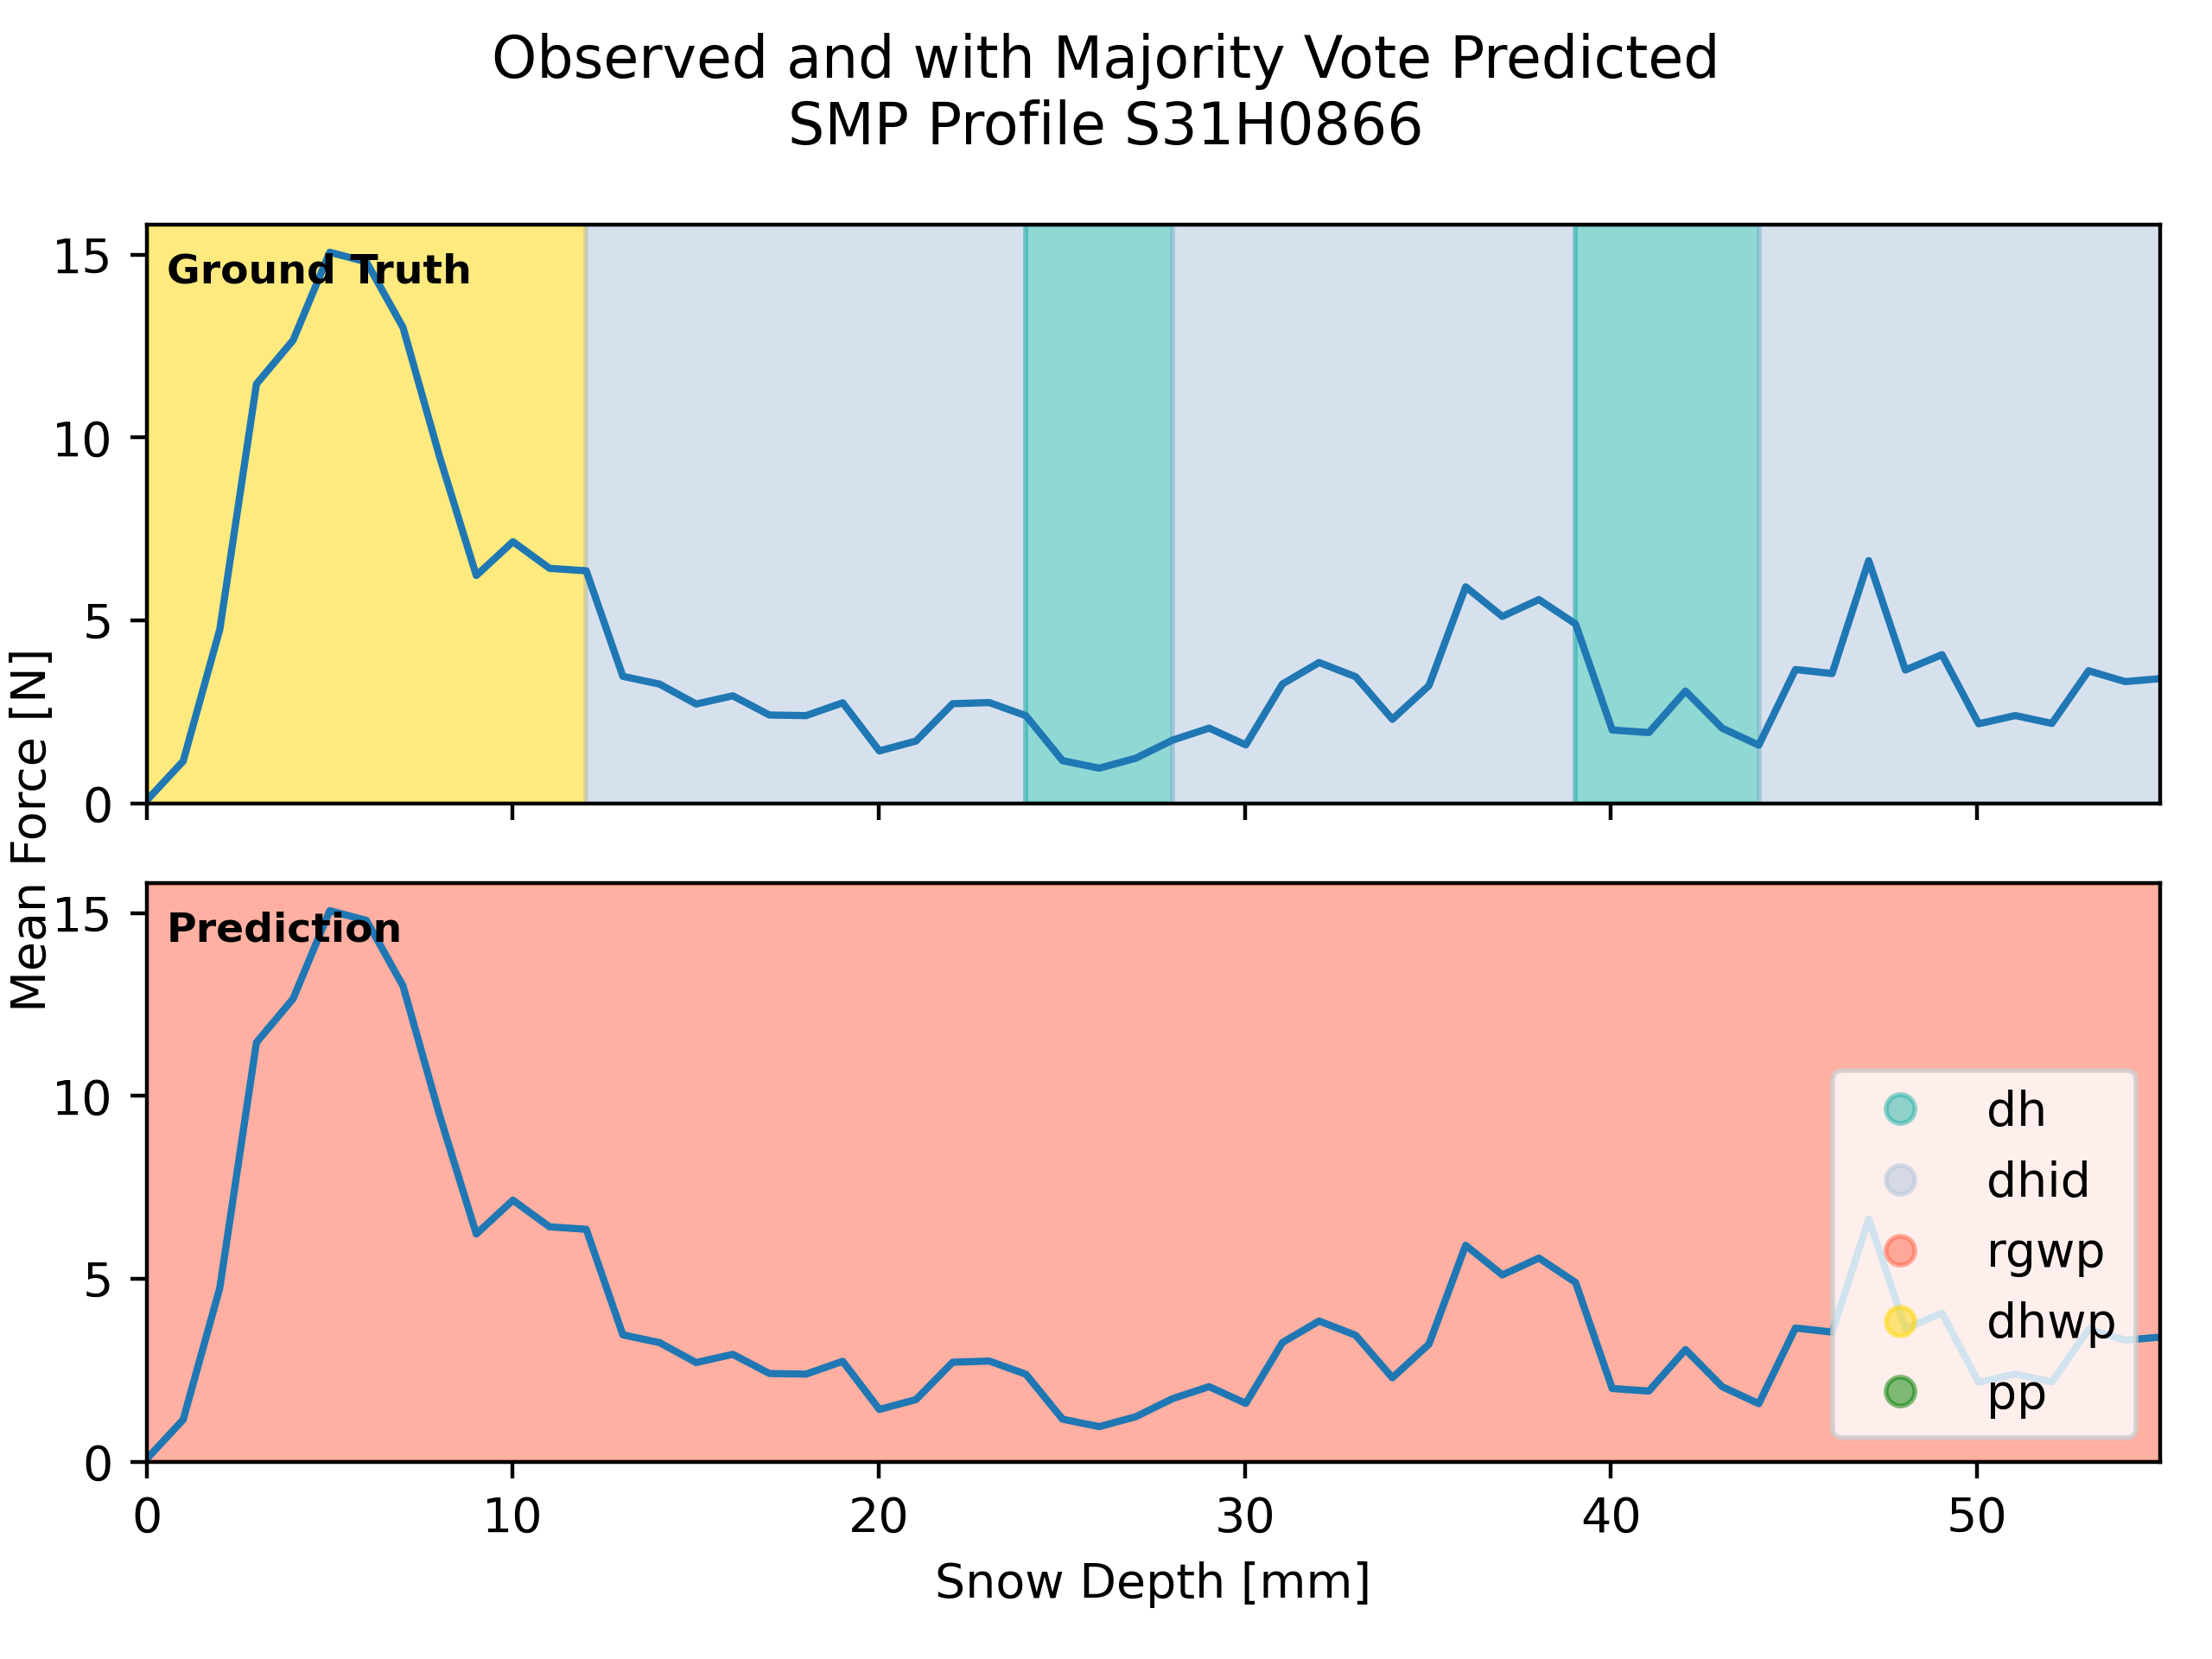 Observed and with Majority Vote Predicted
SMP Profile S31H0866
Mean Force [N]
15
10
5
0
Ground Truth
15
10
5
0
Prediction
dh
dhid
rgwp
dhwp
pp
0 10 20 30 40 50
Snow Depth [mm]